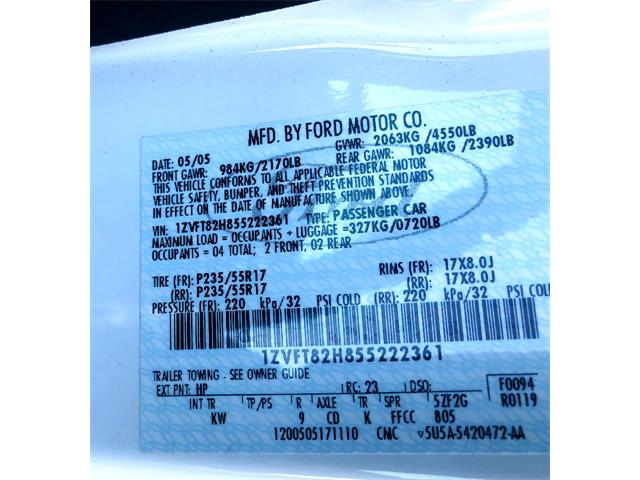 MFD. BY FORD MOTOR CO.
DATE: 05/05 GVWR: 2063KG /4550LB
FRONT GAWR: 984KG/2170LB REAR GAWR: 1084KG /2390LB
THIS VEHICLE CONFORMS TO ALL APPLICABLE FEDERAL MOTOR
VEHICLE SAFETY, BUMPER, AND THEFT PREVENTION STANDARDS
IN EFFECT ON THE DATE OF MANUFACTURE SHOWN ABOVE.
VIN: 1ZVFT82H855222361 TYPE: PASSENGER CAR
MAXIMUM LOAD = OCCUPANTS + LUGGAGE =327KG/0720LB
OCCUPANTS = 04 TOTAL; 2 FRONT, 02 REAR
TIRE (FR): P235/55R17 RIMS (FR): 17X8.0J
(RR): P235/55R17 (RR): 17X8.0J
PRESSURE (FR): 220 kPa/32 PSI COLD (RR): 220 kPa/32 PSI COLD
1ZVFT82H855222361
TRAILER TOWING - SEE OWNER GUIDE
EXT PNT: HP RC: 23 DSO: F0094
INT TR TP/PS R AXLE TR SPR 5ZF2G R0119
KW 9 CD K FFCC 805
1200505171110 CMC ▿5U5A-5420472-AA